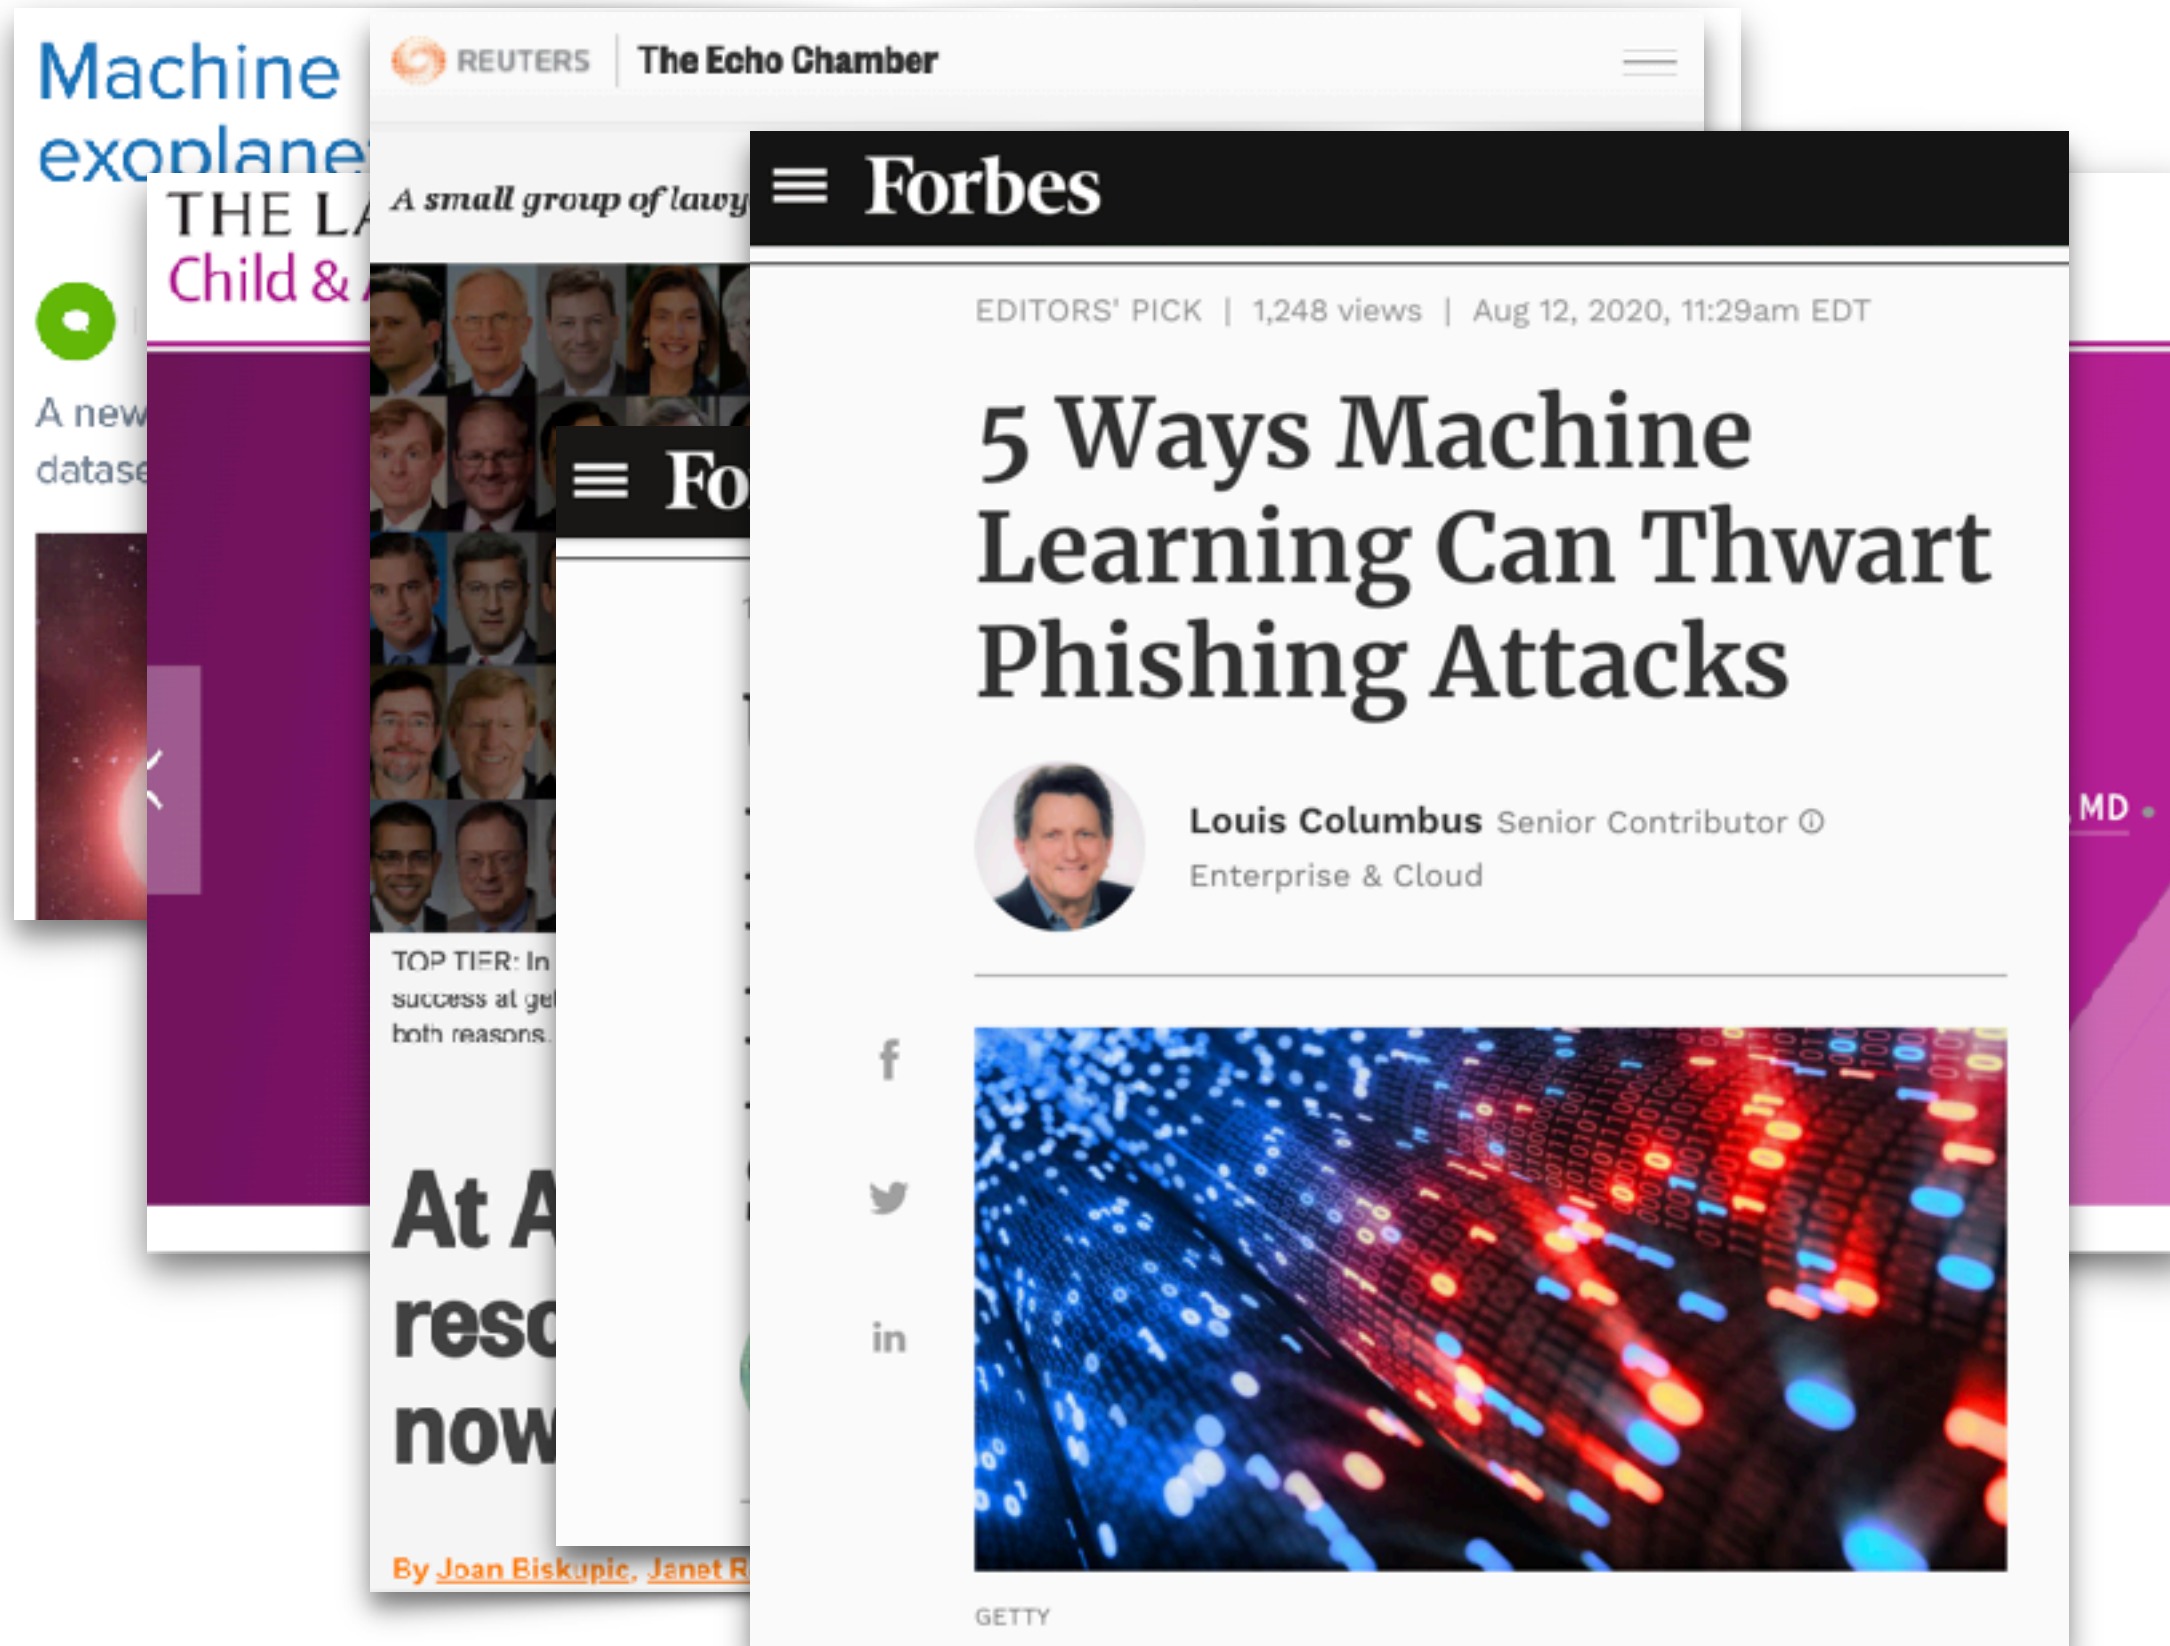 Machine
exoplane
A new
datase
THE LA
Child &
MD
REUTERS The Echo Chamber
A small group of lawy
TOP TIER: In
success at get
both reasons.
At A
resc
now
By Joan Biskupic, Janet R
Fo
Forbes
EDITORS' PICK | 1,248 views | Aug 12, 2020, 11:29am EDT
5 Ways Machine
Learning Can Thwart
Phishing Attacks
Louis Columbus Senior Contributor
Enterprise & Cloud
f
in
GETTY